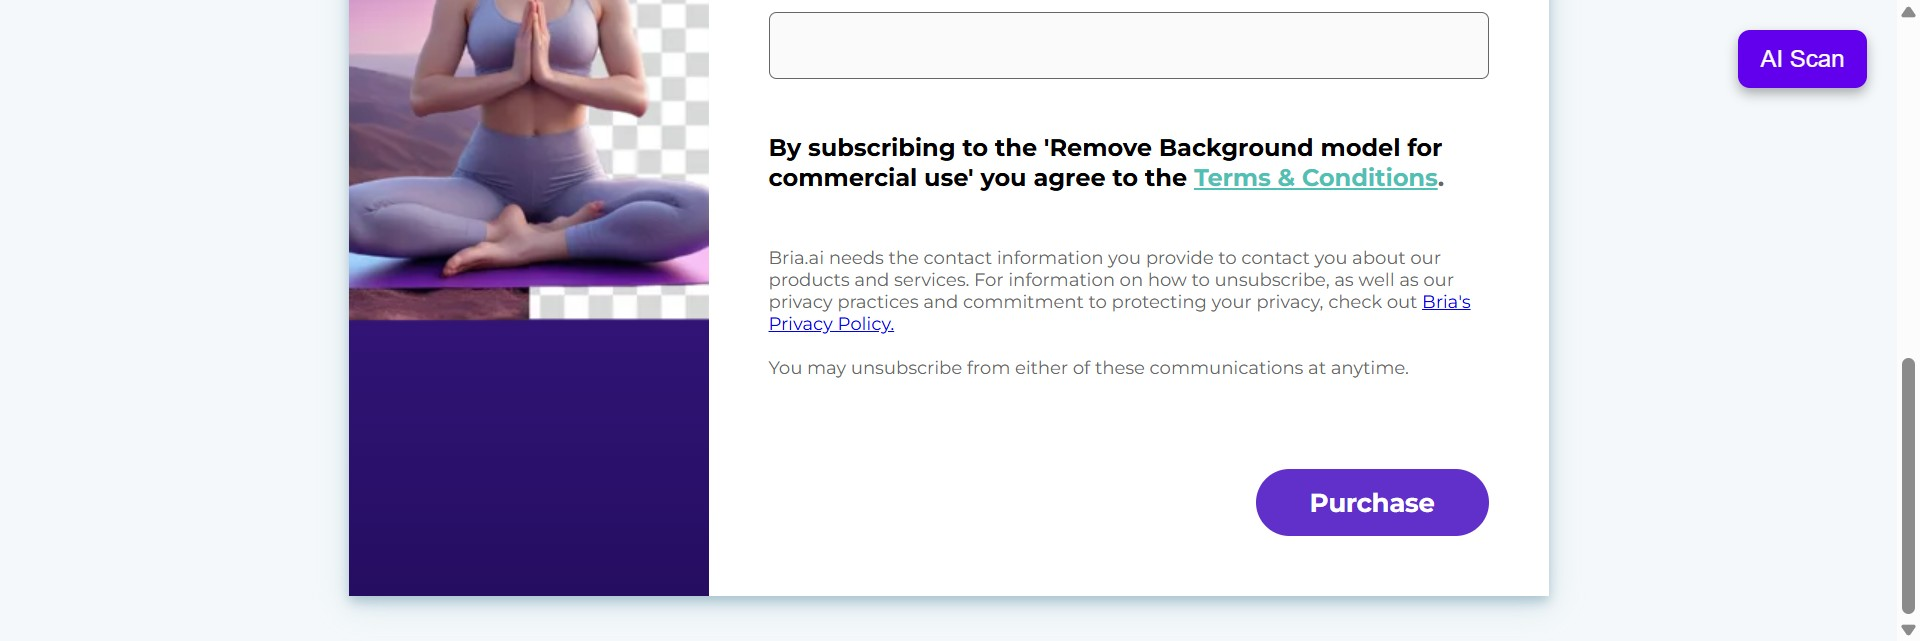 AI Scan
By subscribing to the 'Remove Background model for
commercial use' you agree to the Terms & Conditions.
Bria.ai needs the contact information you provide to contact you about our
products and services. For information on how to unsubscribe, as well as our
privacy practices and commitment to protecting your privacy, check out Bria's
Privacy Policy.
You may unsubscribe from either of these communications at anytime.
Purchase